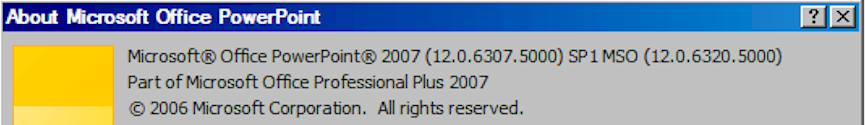 About Microsoft Office PowerPoint
Microsoft® Office PowerPoint® 2007 (12.0.6307.5000) SP1 MSO (12.0.6320.5000)
Part of Microsoft Office Professional Plus 2007
© 2006 Microsoft Corporation.  All rights reserved.